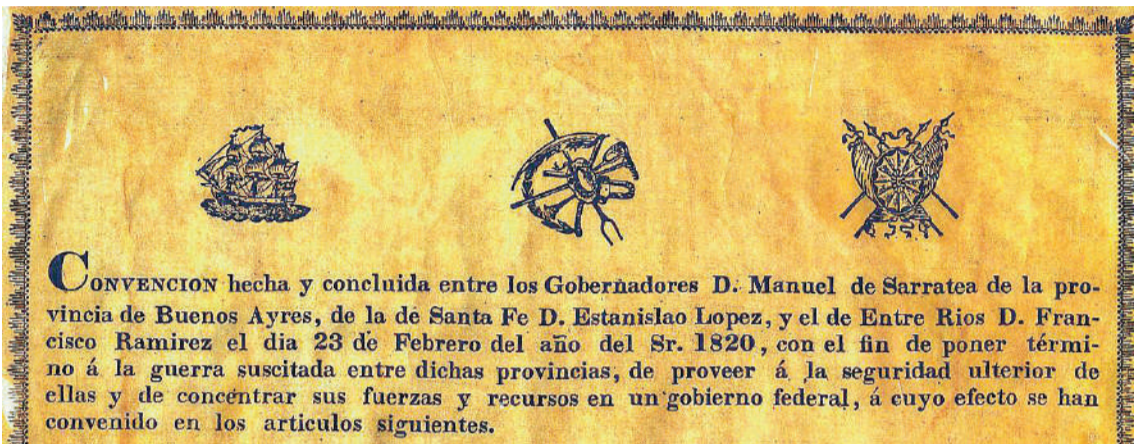 CONVENCION hecha y concluida entre los Gobernadores D. Manuel de Sarratea de la pro-
vincia de Buenos Ayres, de la de Santa Fe D. Estanislao Lopez, y el de Entre Rios D. Fran-
cisco Ramirez el dia 23 de Febrero del año del Sr. 1820, con el fin de poner térmi-
no á la guerra suscitada entre dichas provincias, de proveer á la seguridad ulterior de
ellas y de concentrar sus fuerzas y recursos en un gobierno federal, á cuyo efecto se han
convenido en los articulos siguientes.